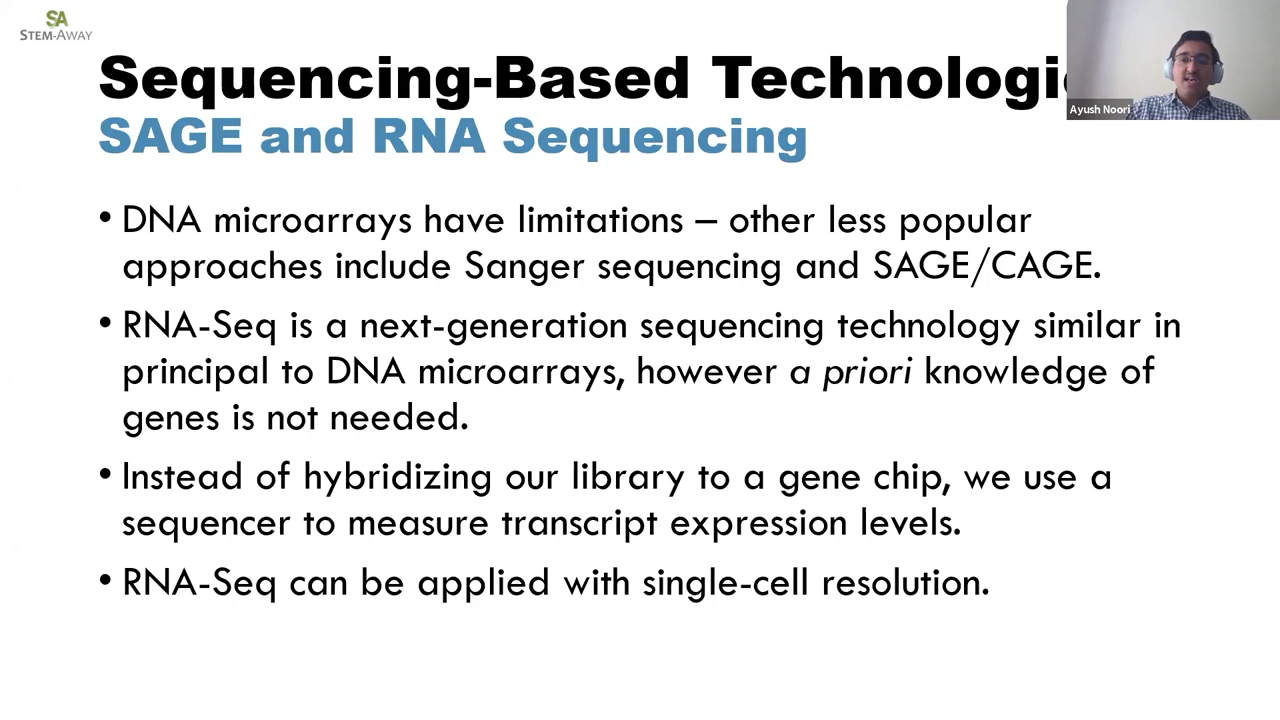 SA
STEM-AWAY
Sequencing-Based Technologi
SAGE and RNA Sequencing
Ayush Noori
• DNA microarrays have limitations – other less popular
approaches include Sanger sequencing and SAGE/CAGE.
• RNA-Seq is a next-generation sequencing technology similar in
principal to DNA microarrays, however a priori knowledge of
genes is not needed.
• Instead of hybridizing our library to a gene chip, we use a
sequencer to measure transcript expression levels.
• RNA-Seq can be applied with single-cell resolution.